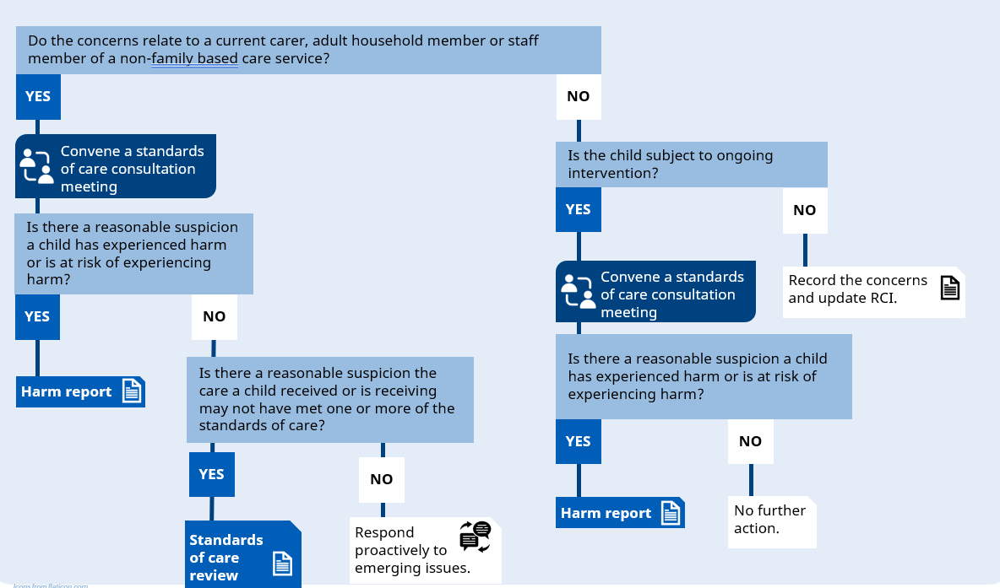 Do the concerns relate to a current carer, adult household member or staff
member of a non-family based care service?
YES
NO
Convene a standards
of care consultation
meeting
Is there a reasonable suspicion
a child has experienced harm
or is at risk of experiencing
harm?
YES
NO
Harm report
Is there a reasonable suspicion the
care a child received or is receiving
may not have met one or more of the
standards of care?
YES
NO
Standards
of care
review
Respond
proactively to
emerging issues.
Is the child subject to ongoing
intervention?
YES
NO
Convene a standards
of care consultation
meeting
Record the concerns
and update RCI.
Is there a reasonable suspicion a child
has experienced harm or is at risk of
experiencing harm?
YES
NO
Harm report
No further
action.
Icons from flaticon.com